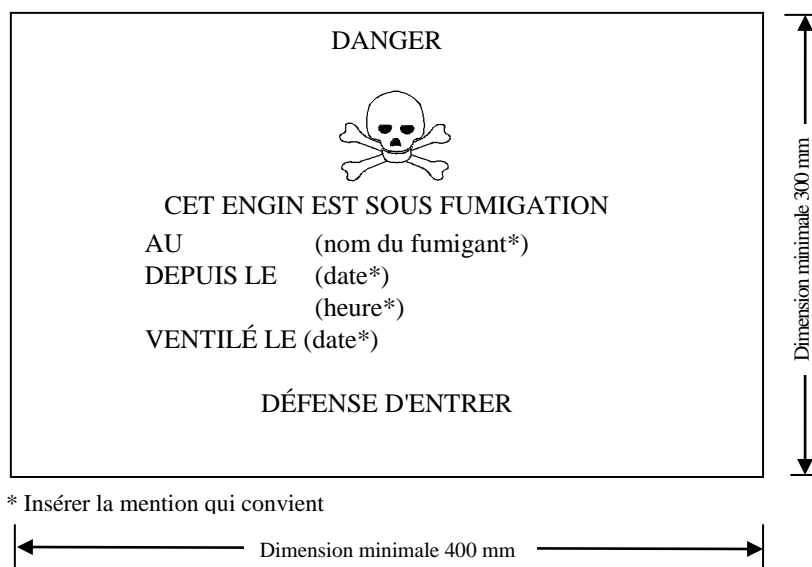 DANGER
CET ENGIN EST SOUS FUMIGATION
AU (nom du fumigant*)
DEPUIS LE (date*)
(heure*)
VENTILÉ LE (date*)
DÉFENSE D'ENTRER
Dimension minimale 300 mm
* Insérer la mention qui convient
Dimension minimale 400 mm